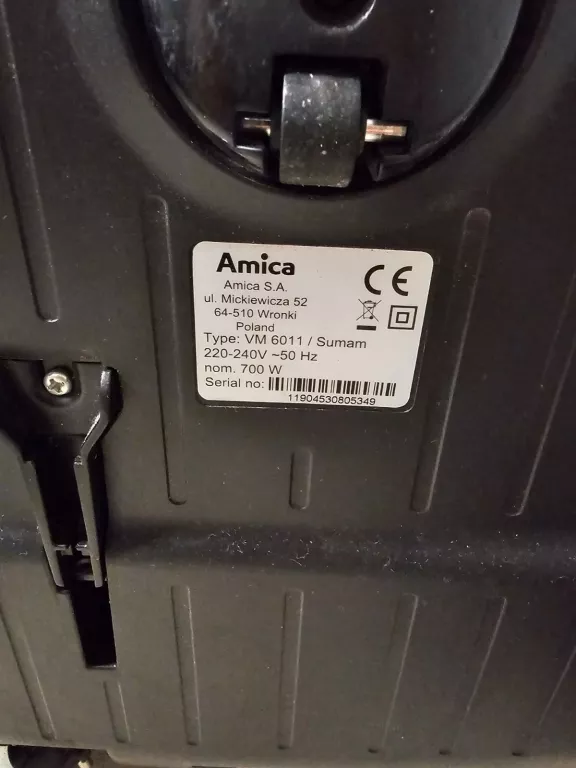 Amica
CE
Amica S.A.
ul. Mickiewicza 52
64-510 Wronki
Poland
Type: VM 6011 / Sumam
220-240V ~50 Hz
nom. 700 W
Serial no:
11904530805349